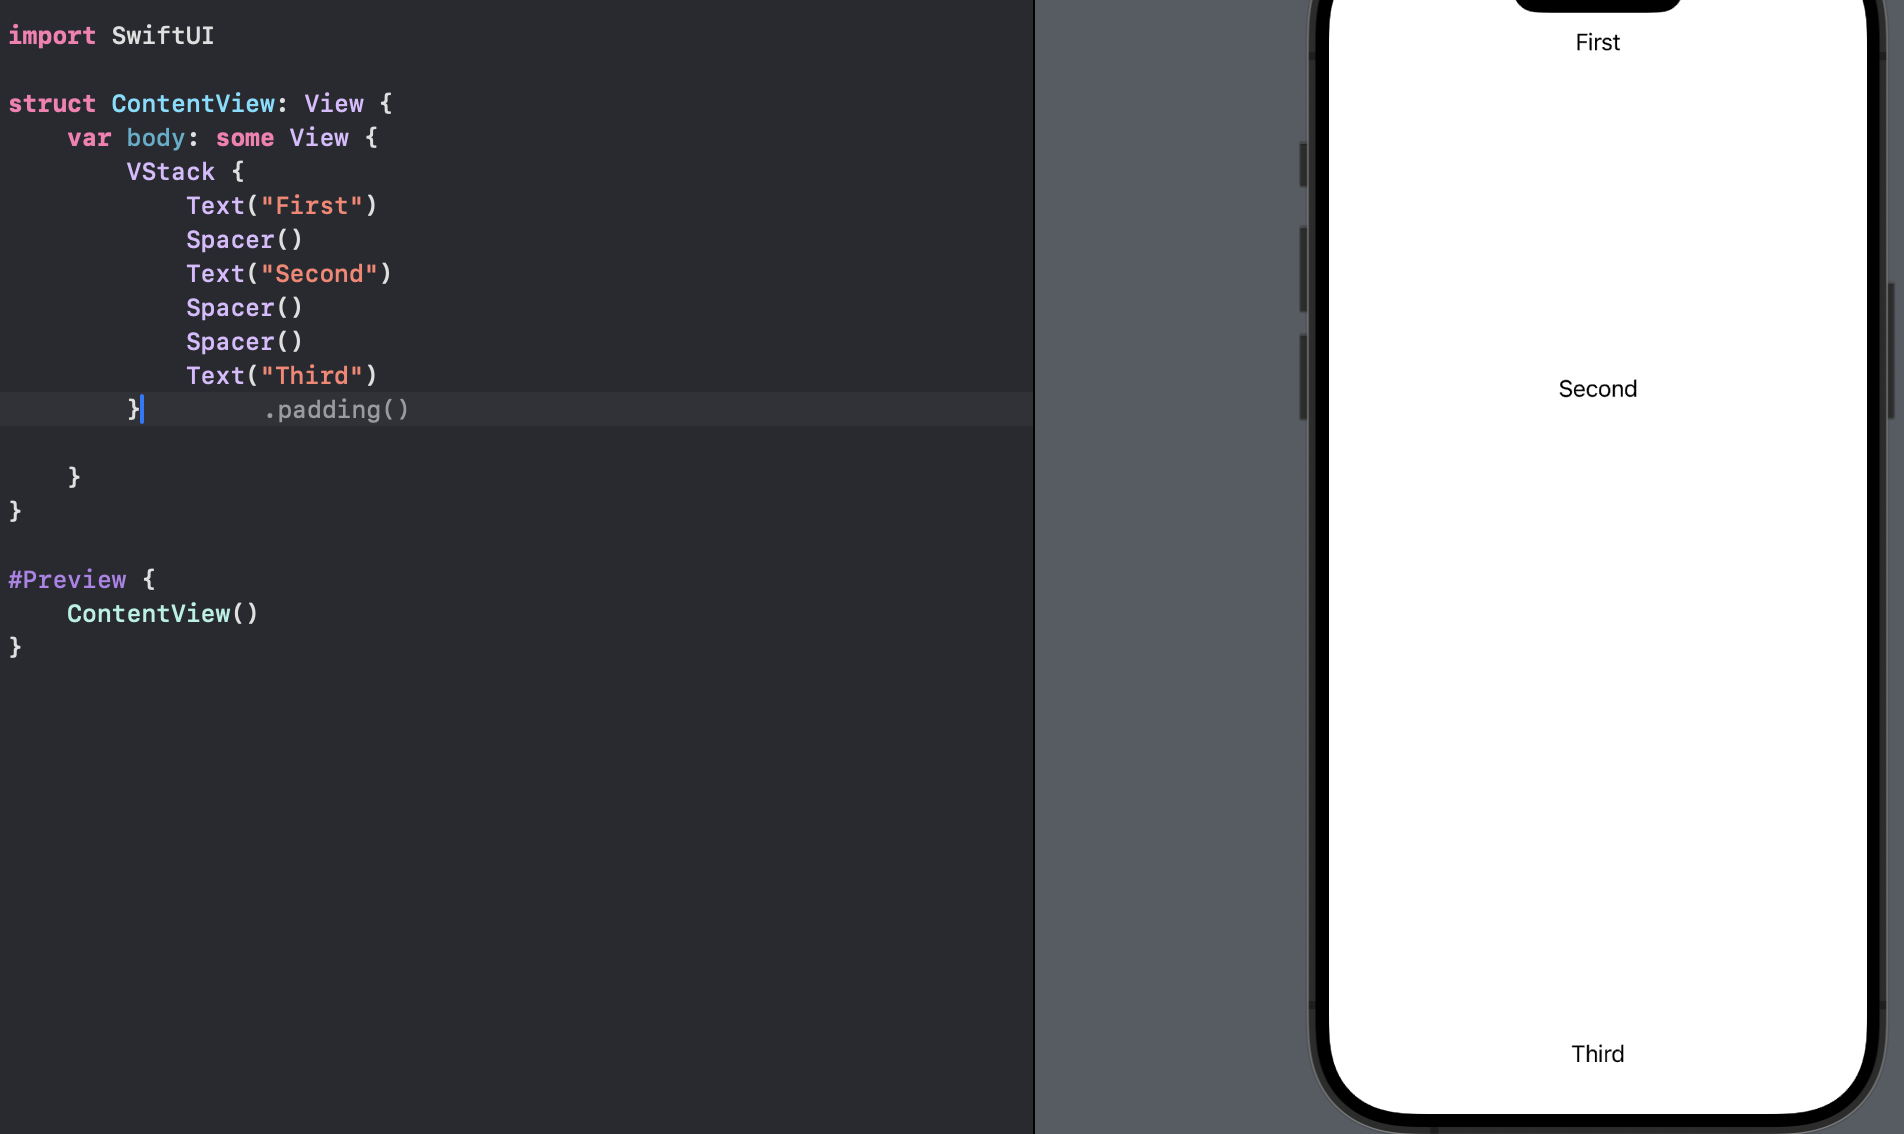 import SwiftUI
struct ContentView: View {
var body: some View {
VStack {
Text("First")
Spacer()
Text("Second")
Spacer()
Spacer()
Text("Third")
} .padding()
}
}
#Preview {
ContentView()
}
First
Second
Third